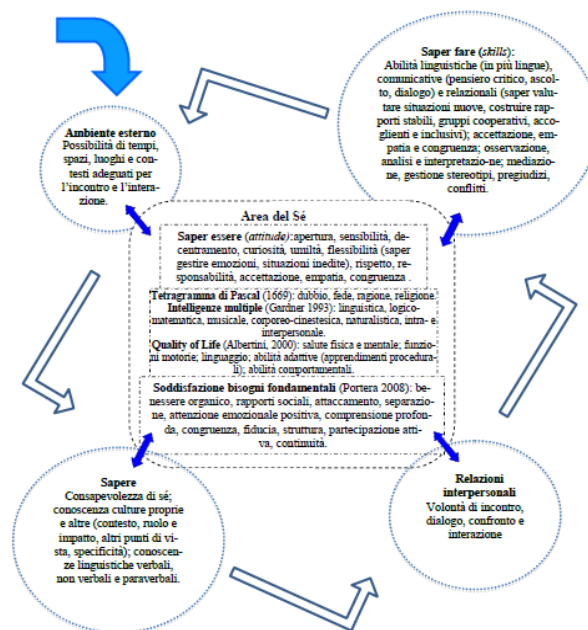 Saper fare (skills):
Abilità linguistiche (in più lingue),
comunicative (pensiero critico, ascol-
to, dialogo) e relazionali (saper valu-
tare situazioni nuove, costruire rap-
porti stabili, gruppi cooperativi, acco-
glienti e inclusivi); accettazione, em-
patia e congruenza; osservazione,
analisi e interpretazio-ne; mediazio-
ne, gestione stereotipi, pregiudizi,
conflitti.
Ambiente esterno
Possibilità di tempi,
spazi, luoghi e con-
testi adeguati per
l'incontro e l'intera-
zione.
Area del Sé
Saper essere (attitude):apertura, sensibilità, de-
centramento, curiosità, umiltà, flessibilità (saper
gestire emozioni, situazioni inedite), rispetto, re-
sponsabilità, accettazione, empatia, congruenza .
Tetragramma di Pascal (1669): dubbio, fede, ragione, religione.
Intelligenze multiple (Gardner 1993): linguistica, logico-
matematica, musicale, corporeo-cinestesica, naturalistica, intra- e
interpersonale.
Quality of Life (Albertini, 2000): salute fisica e mentale; funzio-
ni motorie; linguaggio; abilità adattive (apprendimenti procedura-
li); abilità comportamentali.
Soddisfazione bisogni fondamentali (Portera 2008): be-
nessere organico, rapporti sociali, attaccamento, separazio-
ne, attenzione emozionale positiva, comprensione profon-
da, congruenza, fiducia, struttura, partecipazione atti-
va, continuità.
Sapere
Consapevolezza di sé;
conoscenza culture proprie
e altre (contesto, ruolo e
impatto, altri punti di vi-
sta, specificità); conoscen-
ze linguistiche verbali,
non verbali e paraverbali.
Relazioni
interpersonali
Volontà di incontro,
dialogo, confronto e
interazione